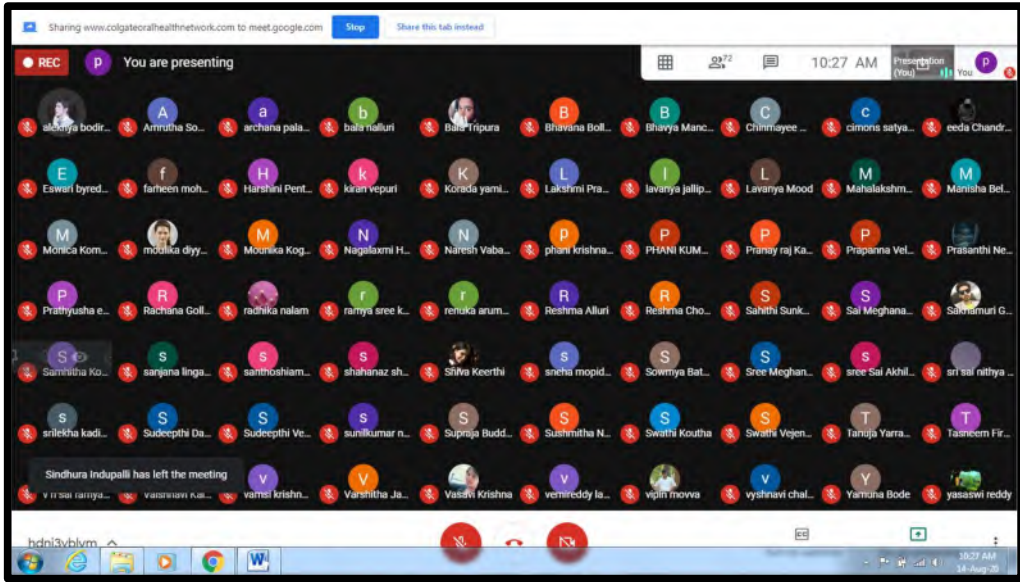 Sharing www.colgateoralhealthnetwork.com to meet.google.com Stop Share this tab instead
REC p You are presenting 72 10:27 AM Presentation (You) You p
A a b B B C c
alekhya bodir... Amrutha So... archana pala... bala nalluri Bala Tripura Bhavana Boll... Bhavya Manc... Chinmayee ... cimons satya... eeda Chandr...
E f H k K L l L M M
Eswari byred... farheen moh... Harshini Pent... kiran vepuri Korada yami... Lakshmi Pra... lavanya jallip... Lavanya Mood Mahalakshm... Manisha Bel...
M M N N p P P P
Monica Kom... moulika diyy... Mounika Kog... Nagalaxmi H... Naresh Vaba... phani krishna... PHANI KUM... Pranay raj Ka... Prapanna Vel... Prasanthi Ne...
P R r r R R S S
Prathyusha e... Rachana Goll... radhika nalam ramya sree k... renuka arum... Reshma Alluri Reshma Cho... Sahithi Sunk... Sai Meghana... Sakhamuri G...
S s s s s S S s
Samhitha Ko... sanjana linga... santhoshiam... shahanaz sh... Shiva Keerthi sneha mopid... Sowmya Bat... Sree Meghan... sree Sai Akhil... sri sai nithya ...
s S S s S S S S T T
srilekha kadi... Sudeepthi Da... Sudeepthi Ve... sunilkumar n... Supraja Budd... Sushmitha N... Swathi Koutha Swathi Vejen... Tanuja Yarra... Tasneem Fir...
Sindhura Indupalli has left the meeting
v V v v Y
vamsi krishn... Varshitha Ja... Vasavi Krishna vemireddy la... vipin movva vyshnavi chal... Yamuna Bode yasaswi reddy
W 10:27 AM
14-Aug-20